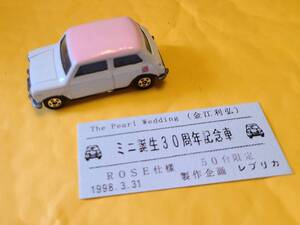 The Pearl Wedding (金江利弘)
ミニ誕生30周年記念車
ROSE仕様 50台限定
1998.3.31 製作企画 レプリカ